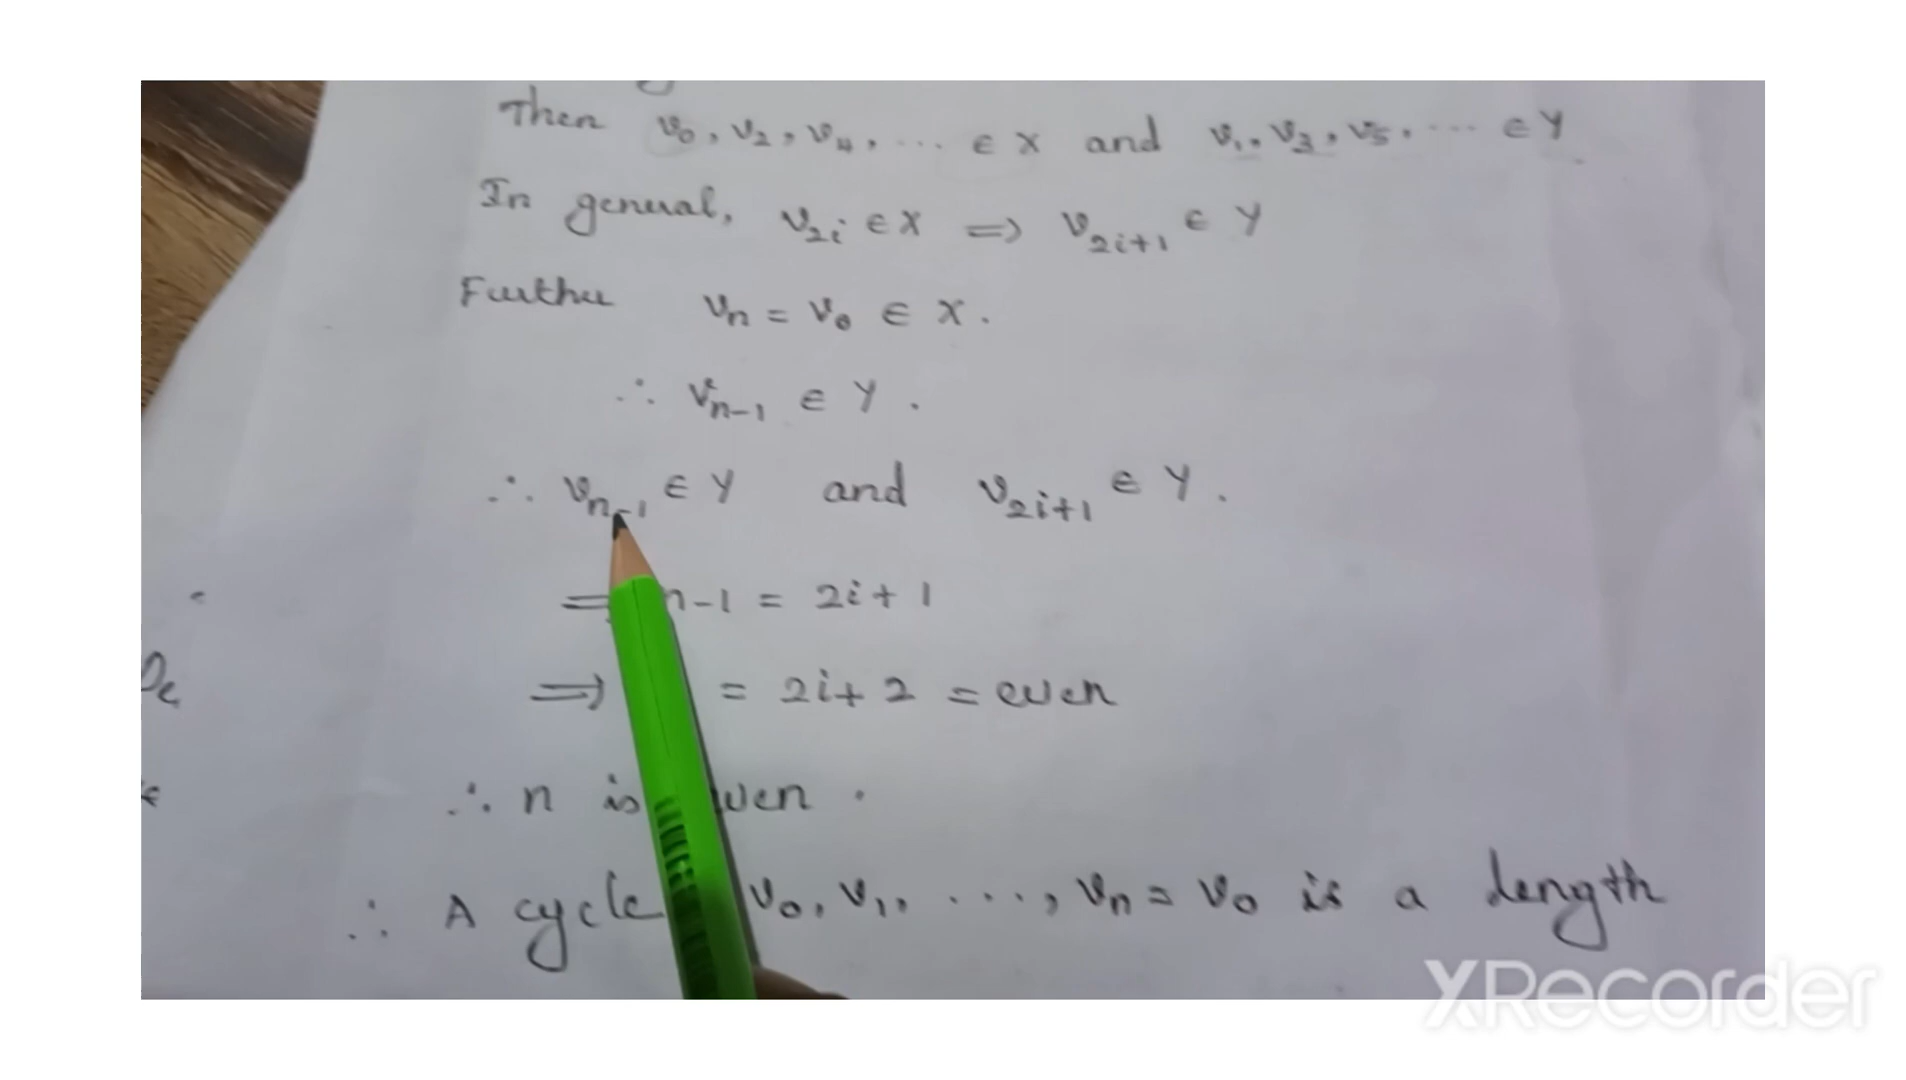 Then v₀, v₂, v₄, ... ∈ X and v₁, v₃, v₅, ... ∈ Y
In general, v₂ᵢ ∈ X ⇒ v₂ᵢ₊₁ ∈ Y
Further vₙ = v₀ ∈ X.
∴ vₙ₋₁ ∈ Y.
∴ vₙ₋₁ ∈ Y and v₂ᵢ₊₁ ∈ Y.
⇒ n-1 = 2i+1
⇒ = 2i+2 = even
∴ n is even.
∴ A cycle v₀, v₁, ..., vₙ = v₀ is a length
XRecorder